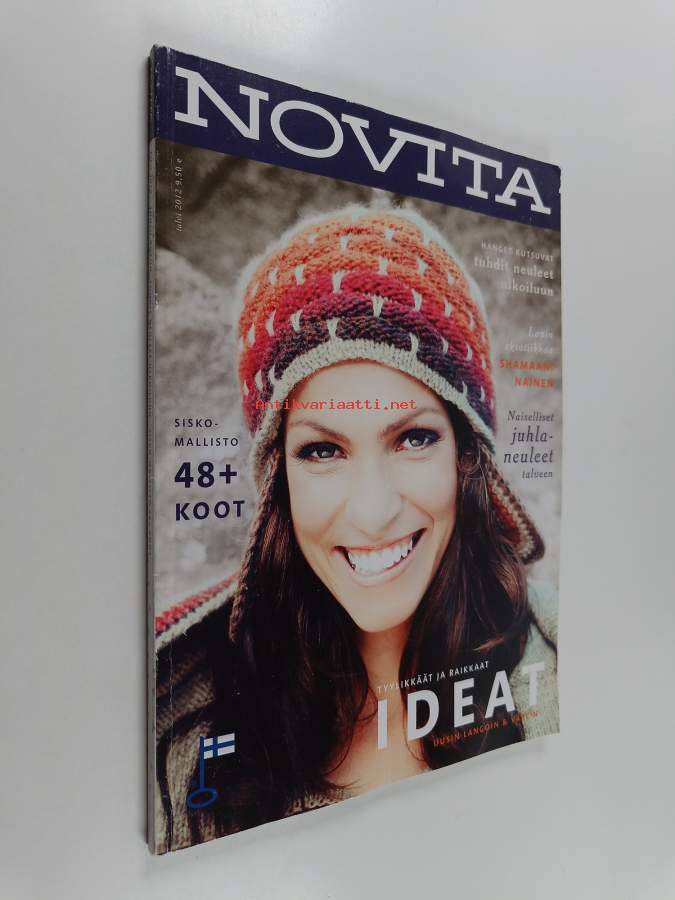 NOVITA
talvi 2012 9,50 e
HANGET KUTSUVAT
tuhdit neuleet
ulkoiluun
Lapin
eksotiikkaa
SHAMAANI-
NAINEN
Naiselliset
juhla-
neuleet
talveen
SISKO-
MALLISTO
48+
KOOT
Antikvariaatti.net
TYYLIKKÄÄT JA RAIKKAAT
IDEAT
UUSIN LANGOIN &